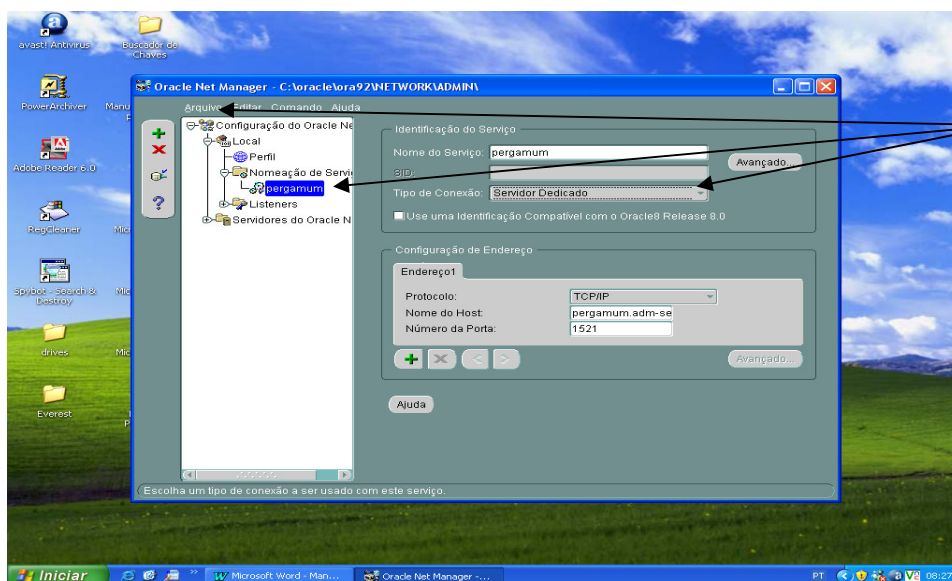 avast! Antivirus
Buscador de Chaves
PowerArchiver
Adobe Reader 6.0
RegCleaner
Spybot - Search & Destroy
drives
Everest
Oracle Net Manager - C:\oracle\ora92\NETWORK\ADMIN\
Arquivo Editar Comando Ajuda
Configuração do Oracle Ne
Local
Perfil
Nomeação de Servi
pergamum
Listeners
Servidores do Oracle N
Identificação do Serviço
Nome do Serviço: pergamum
SID:
Avançado...
Tipo de Conexão: Servidor Dedicado
Use uma Identificação Compatível com o Oracle8 Release 8.0
Configuração de Endereço
Endereço1
Protocolo: TCP/IP
Nome do Host: pergamum.adm-se
Número da Porta: 1521
Avançado...
Ajuda
Escolha um tipo de conexão a ser usado com este serviço.
Iniciar
Microsoft Word - Man...
Oracle Net Manager -...
PT
08:27